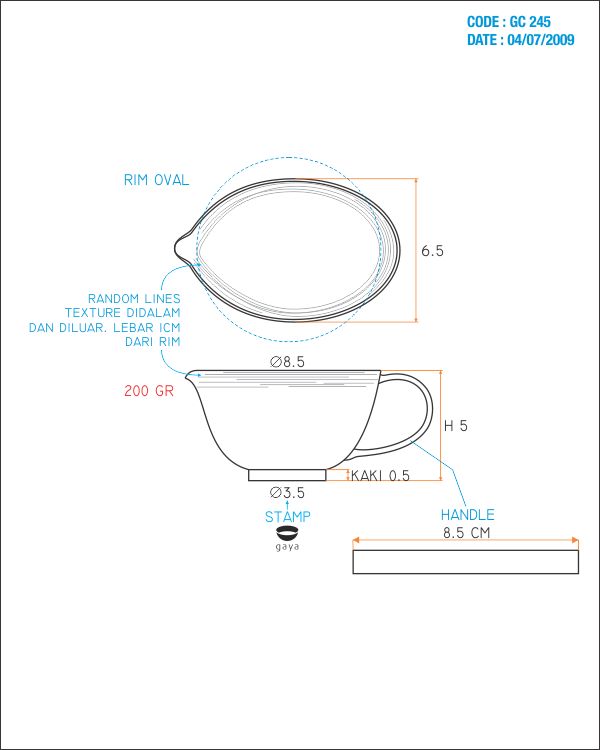 CODE : GC 245
DATE : 04/07/2009
RIM OVAL
6.5
RANDOM LINES
TEXTURE DIDALAM
DAN DILUAR. LEBAR 1CM
DARI RIM
∅8.5
200 GR
H 5
KAKI 0.5
∅3.5
STAMP
gaya
HANDLE
8.5 CM